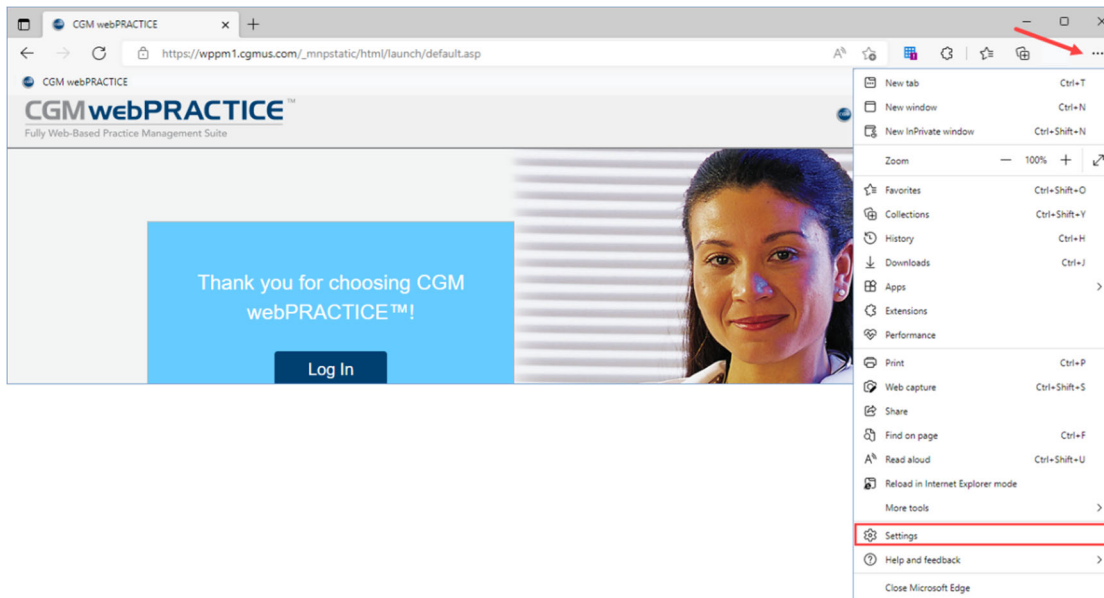 CGM webPRACTICE
https://wppm1.cgmus.com/_mnpstatic/html/launch/default.asp
CGM webPRACTICE
CGM webPRACTICE™
Fully Web-Based Practice Management Suite
Thank you for choosing CGM
webPRACTICE™!
Log In
New tab Ctrl+T
New window Ctrl+N
New InPrivate window Ctrl+Shift+N
Zoom 100%
Favorites Ctrl+Shift+O
Collections Ctrl+Shift+Y
History Ctrl+H
Downloads Ctrl+J
Apps
Extensions
Performance
Print Ctrl+P
Web capture Ctrl+Shift+S
Share
Find on page Ctrl+F
Read aloud Ctrl+Shift+U
Reload in Internet Explorer mode
More tools
Settings
Help and feedback
Close Microsoft Edge